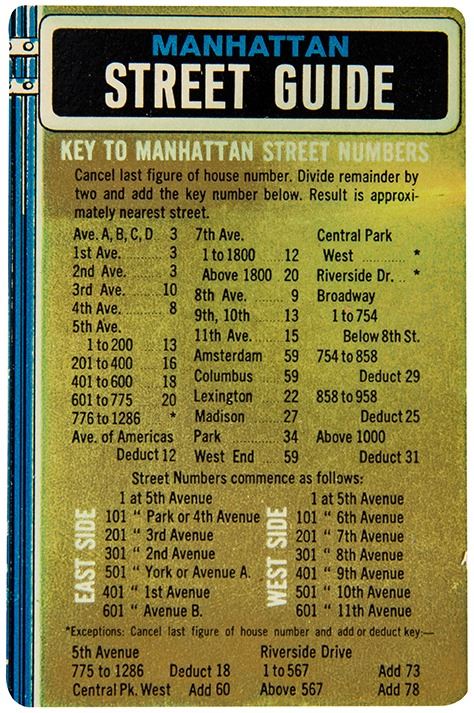 MANHATTAN
STREET GUIDE
KEY TO MANHATTAN STREET NUMBERS
Cancel last figure of house number. Divide remainder by
two and add the key number below. Result is approxi-
mately nearest street.
Ave. A, B, C, D 3
1st Ave. 3
2nd Ave. 3
3rd Ave. 10
4th Ave. 8
5th Ave.
1 to 200 13
201 to 400 16
401 to 600 18
601 to 775 20
776 to 1286 *
Ave. of Americas
Deduct 12
7th Ave.
1 to 1800 12
Above 1800 20
8th Ave. 9
9th, 10th 13
11th Ave. 15
Amsterdam 59
Columbus 59
Lexington 22
Madison 27
Park 34
West End 59
Central Park
West *
Riverside Dr. *
Broadway
1 to 754
Below 8th St.
754 to 858
Deduct 29
858 to 958
Deduct 25
Above 1000
Deduct 31
Street Numbers commence as follows:
EAST SIDE
1 at 5th Avenue
101 " Park or 4th Avenue
201 " 3rd Avenue
301 " 2nd Avenue
501 " York or Avenue A.
401 " 1st Avenue
601 " Avenue B.
WEST SIDE
1 at 5th Avenue
101 " 6th Avenue
201 " 7th Avenue
301 " 8th Avenue
401 " 9th Avenue
501 " 10th Avenue
601 " 11th Avenue
*Exceptions: Cancel last figure of house number and add or deduct key:—
5th Avenue
775 to 1286 Deduct 18
Central Pk. West Add 60
Riverside Drive
1 to 567 Add 73
Above 567 Add 78